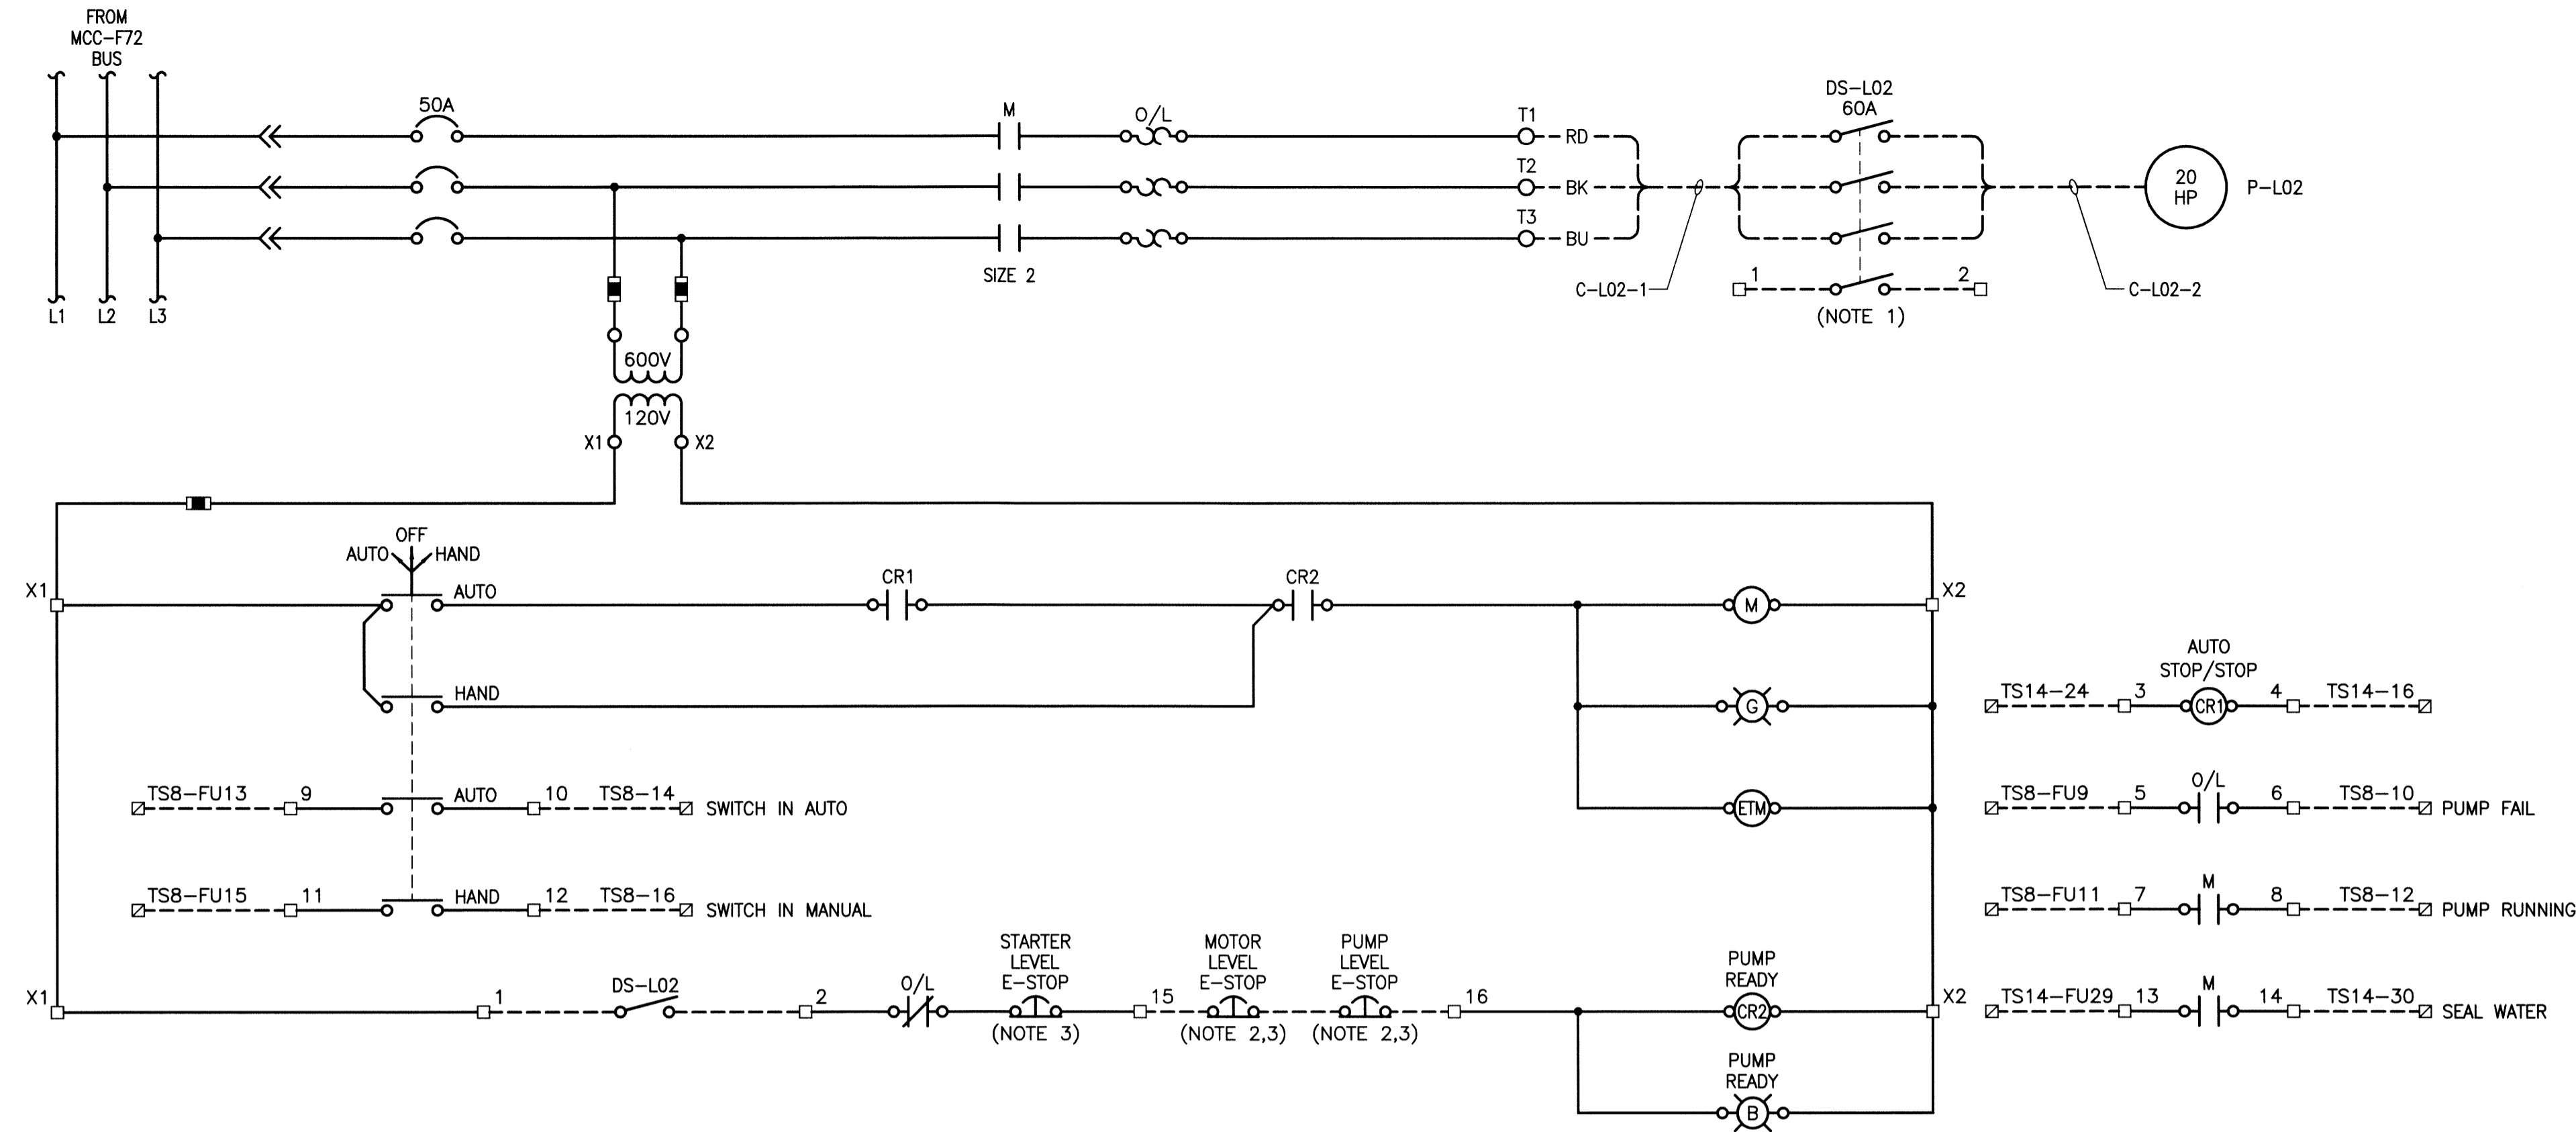 FROM
MCC-F72
BUS
50A
M
O/L
T1
RD
T2
BK
T3
BU
DS-L02
60A
20
HP
P-L02
SIZE 2
C-L02-1
1
2
C-L02-2
(NOTE 1)
L1
L2
L3
600V
120V
X1
X2
OFF
AUTO
HAND
X1
AUTO
CR1
CR2
M
X2
HAND
G
AUTO
STOP/STOP
TS14-24
3
CR1
4
TS14-16
TS8-FU13
9
AUTO
10
TS8-14
SWITCH IN AUTO
ETM
TS8-FU9
5
O/L
6
TS8-10
PUMP FAIL
TS8-FU15
11
HAND
12
TS8-16
SWITCH IN MANUAL
TS8-FU11
7
M
8
TS8-12
PUMP RUNNING
X1
1
DS-L02
2
O/L
STARTER
LEVEL
E-STOP
(NOTE 3)
15
MOTOR
LEVEL
E-STOP
(NOTE 2,3)
PUMP
LEVEL
E-STOP
(NOTE 2,3)
16
PUMP
READY
CR2
X2
TS14-FU29
13
M
14
TS14-30
SEAL WATER
PUMP
READY
B